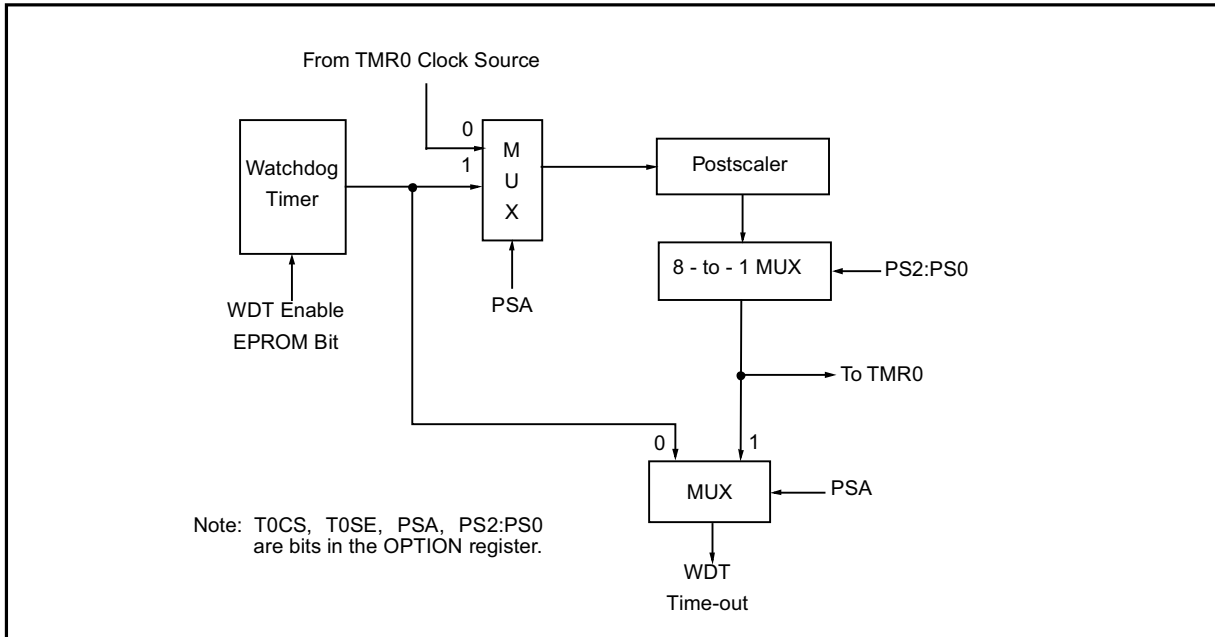 From TMR0 Clock Source
0
1
M
U
X
Watchdog
Timer
Postscaler
8 - to - 1 MUX
PS2:PS0
PSA
WDT Enable
EPROM Bit
To TMR0
0
1
MUX
PSA
Note: T0CS, T0SE, PSA, PS2:PS0
are bits in the OPTION register.
WDT
Time-out